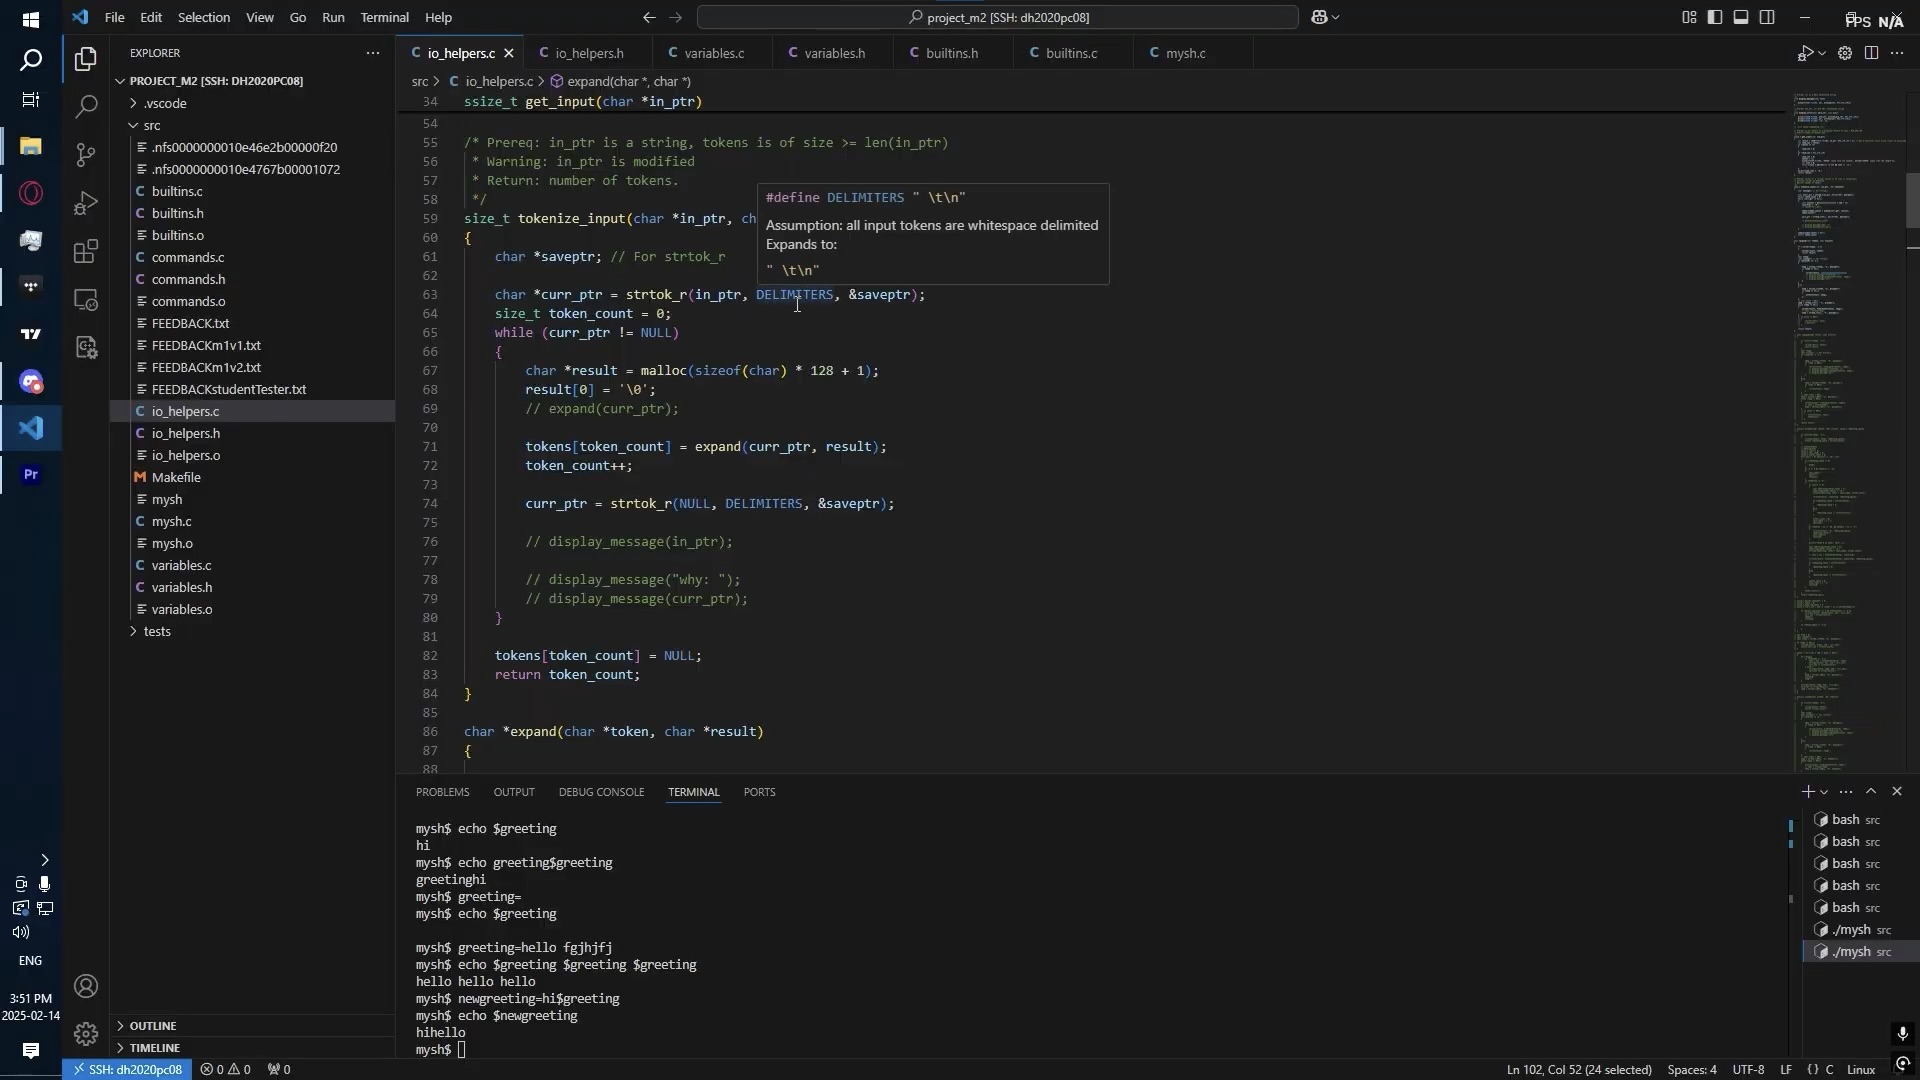 File Edit Selection View Go Run Terminal Help
project_m2 [SSH: dh2020pc08]
FPS N/A
EXPLORER
PROJECT_M2 [SSH: DH2020PC08]
.vscode
src
.nfs0000000010e46e2b00000f20
.nfs0000000010e4767b00001072
C builtins.c
C builtins.h
builtins.o
C commands.c
C commands.h
commands.o
FEEDBACK.txt
FEEDBACKm1v1.txt
FEEDBACKm1v2.txt
FEEDBACKstudentTester.txt
C io_helpers.c
C io_helpers.h
io_helpers.o
M Makefile
mysh
C mysh.c
mysh.o
C variables.c
C variables.h
variables.o
tests
OUTLINE
TIMELINE
C io_helpers.c
C io_helpers.h
C variables.c
C variables.h
C builtins.h
C builtins.c
C mysh.c
src > C io_helpers.c > expand(char *, char *)
34 ssize_t get_input(char *in_ptr)
54
55 /* Prereq: in_ptr is a string, tokens is of size >= len(in_ptr)
56 * Warning: in_ptr is modified
57 * Return: number of tokens.
58 */
59 size_t tokenize_input(char *in_ptr, ch
#define DELIMITERS " \t\n"
Assumption: all input tokens are whitespace delimited
Expands to:
" \t\n"
60 {
61 char *saveptr; // For strtok_r
62
63 char *curr_ptr = strtok_r(in_ptr, DELIMITERS, &saveptr);
64 size_t token_count = 0;
65 while (curr_ptr != NULL)
66 {
67 char *result = malloc(sizeof(char) * 128 + 1);
68 result[0] = '\0';
69 // expand(curr_ptr);
70
71 tokens[token_count] = expand(curr_ptr, result);
72 token_count++;
73
74 curr_ptr = strtok_r(NULL, DELIMITERS, &saveptr);
75
76 // display_message(in_ptr);
77
78 // display_message("why: ");
79 // display_message(curr_ptr);
80 }
81
82 tokens[token_count] = NULL;
83 return token_count;
84 }
85
86 char *expand(char *token, char *result)
87 {
88
PROBLEMS OUTPUT DEBUG CONSOLE TERMINAL PORTS
mysh$ echo $greeting
hi
mysh$ echo greeting$greeting
greetinghi
mysh$ greeting=
mysh$ echo $greeting
mysh$ greeting=hello fgjhjfj
mysh$ echo $greeting $greeting $greeting
hello hello hello
mysh$ newgreeting=hi$greeting
mysh$ echo $newgreeting
hihello
mysh$
bash src
bash src
bash src
bash src
bash src
./mysh src
./mysh src
Pr
ENG
3:51 PM
2025-02-14
SSH: dh2020pc08 0 0 0
Ln 102, Col 52 (24 selected) Spaces: 4 UTF-8 LF {} C Linux